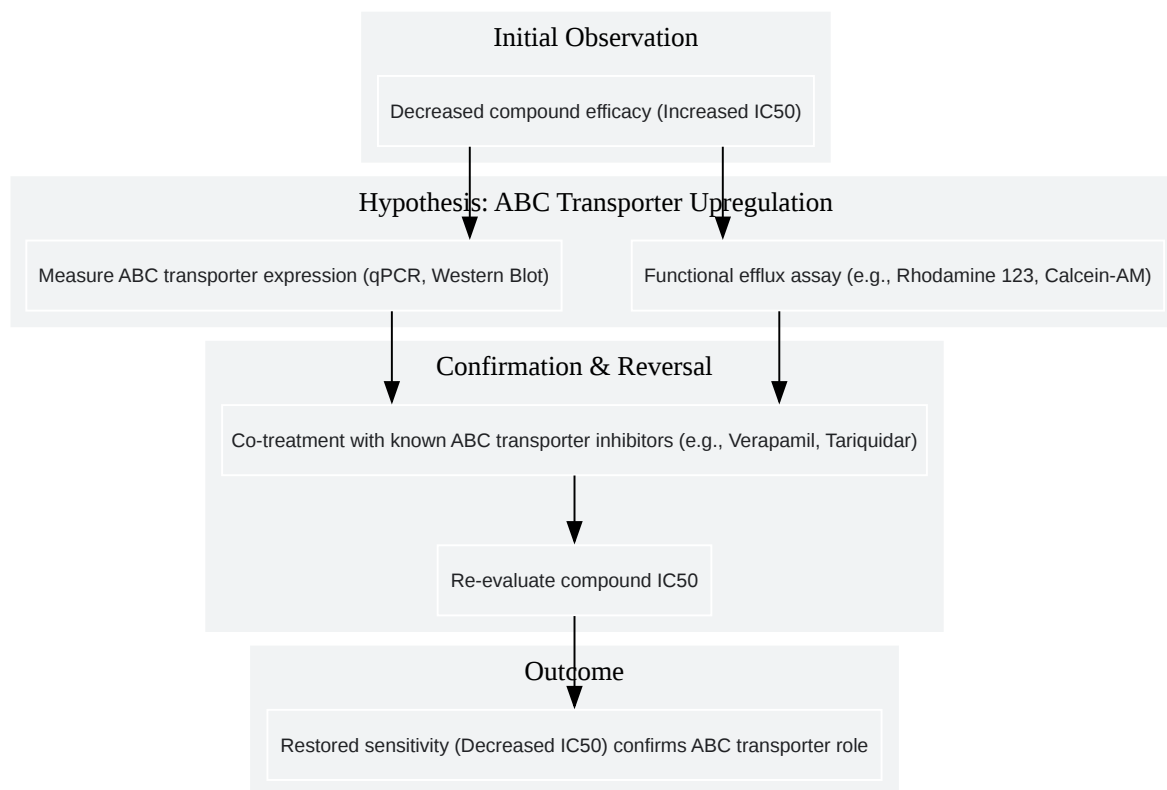 Initial Observation
Decreased compound efficacy (Increased IC50)
Hypothesis: ABC Transporter Upregulation
Measure ABC transporter expression (qPCR, Western Blot)
Functional efflux assay (e.g., Rhodamine 123, Calcein-AM)
Confirmation & Reversal
Co-treatment with known ABC transporter inhibitors (e.g., Verapamil, Tariquidar)
Re-evaluate compound IC50
Outcome
Restored sensitivity (Decreased IC50) confirms ABC transporter role